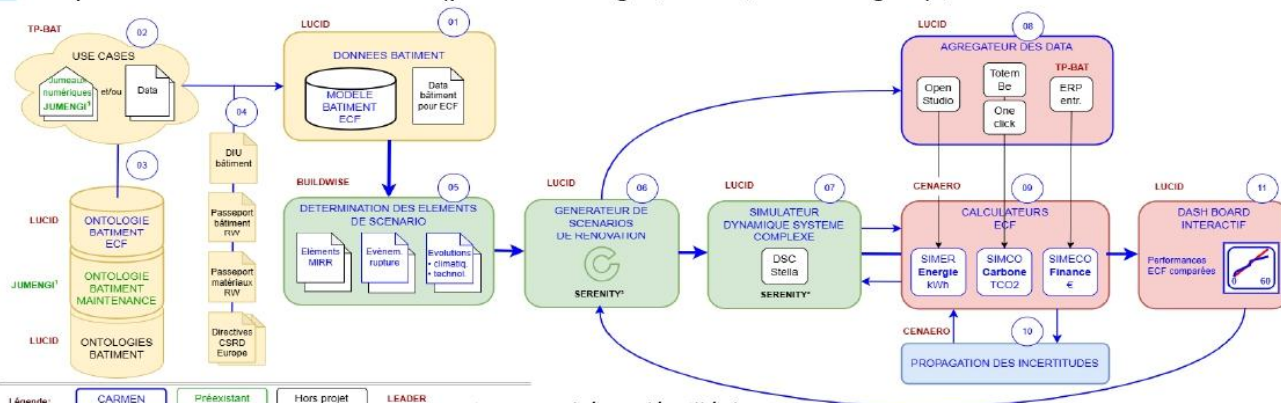 TP-BAT
02
USE CASES
Jumeaux
numériques
JUMENGI¹
et/ou
Data
03
LUCID
ONTOLOGIE
BATIMENT
ECF
JUMENGI¹
ONTOLOGIE
BATIMENT
MAINTENANCE
LUCID
ONTOLOGIES
BATIMENT
04
DIU
bâtiment
Passeport
bâtiment
RW
Passeport
matériaux
RW
Directives
CSRD
Europe
LUCID
01
DONNEES BATIMENT
MODELE
BATIMENT
ECF
Data
bâtiment
pour ECF
BUILDWISE
05
DETERMINATION DES ELEMENTS
DE SCENARIO
Eléments
MIRR
Evènem.
rupture
Evolutions
• climatiq.
• technol.
LUCID
06
GENERATEUR DE
SCENARIOS
DE RENOVATION
SERENITY²
LUCID
07
SIMULATEUR
DYNAMIQUE SYSTEME
COMPLEXE
DSC
Stella
SERENITY²
LUCID
08
AGREGATEUR DES DATA
TP-BAT
Open
Studio
Totem
Be
One
click
ERP
entr.
CENAERO
09
CALCULATEURS
ECF
SIMER
Energie
kWh
SIMCO
Carbone
TCO2
SIMECO
Finance
€
CENAERO
10
PROPAGATION DES INCERTITUDES
LUCID
11
DASH BOARD
INTERACTIF
Performances
ECF comparées
0 60
Légende:
CARMEN
Préexistant
Hors projet
LEADER